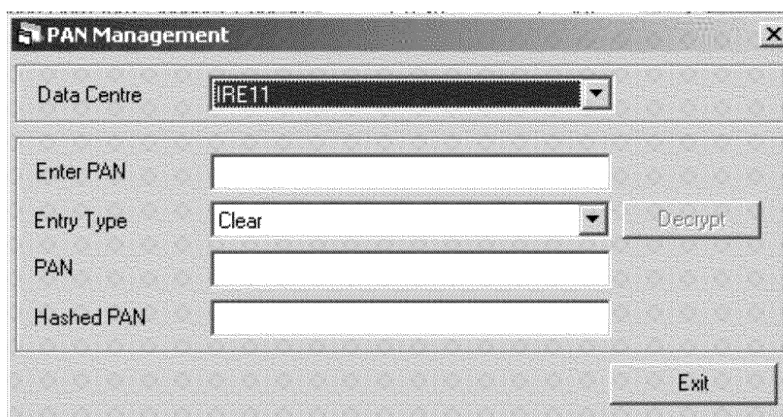 PAN Management
Data Centre IRE11
Enter PAN
Entry Type Clear Decrypt
PAN
Hashed PAN
Exit